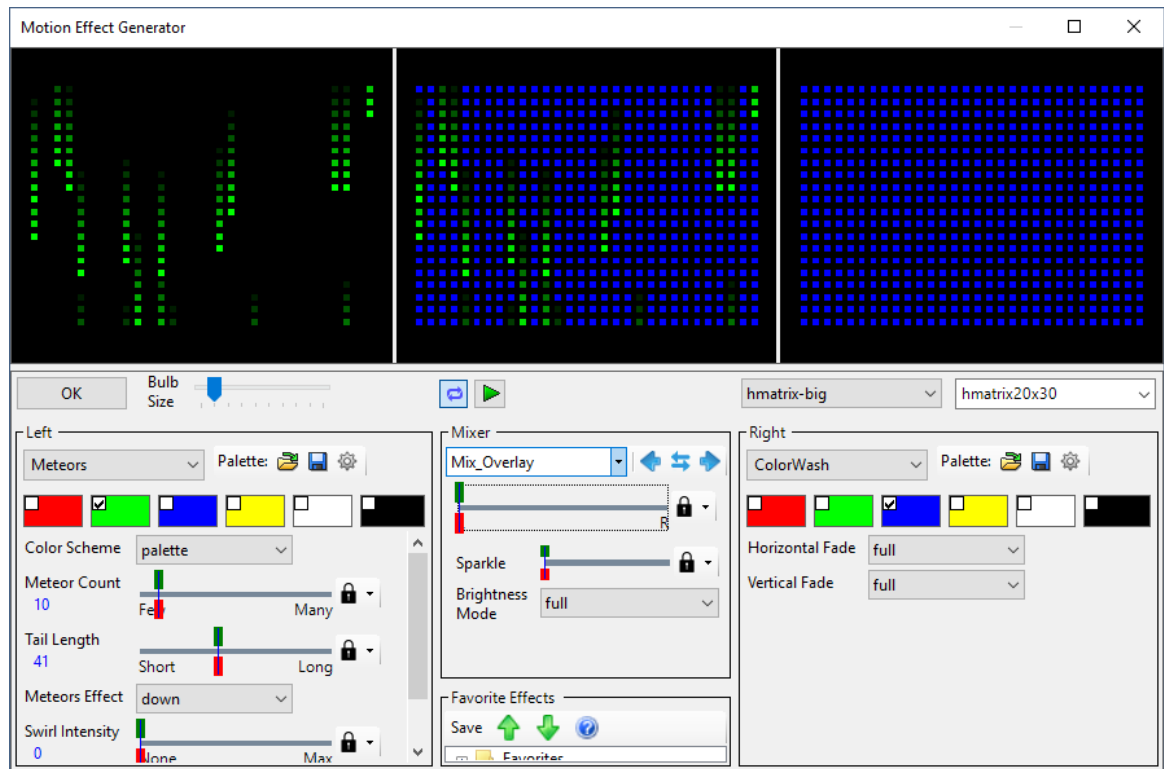 Motion Effect Generator
OK
Bulb Size
hmatrix-big
hmatrix20x30
Left
Meteors
Palette:
Color Scheme
palette
Meteor Count
10
Few
Many
Tail Length
41
Short
Long
Meteors Effect
down
Swirl Intensity
0
None
Max
Mixer
Mix_Overlay
R
Sparkle
Brightness Mode
full
Favorite Effects
Save
Favorites
Right
ColorWash
Palette:
Horizontal Fade
full
Vertical Fade
full